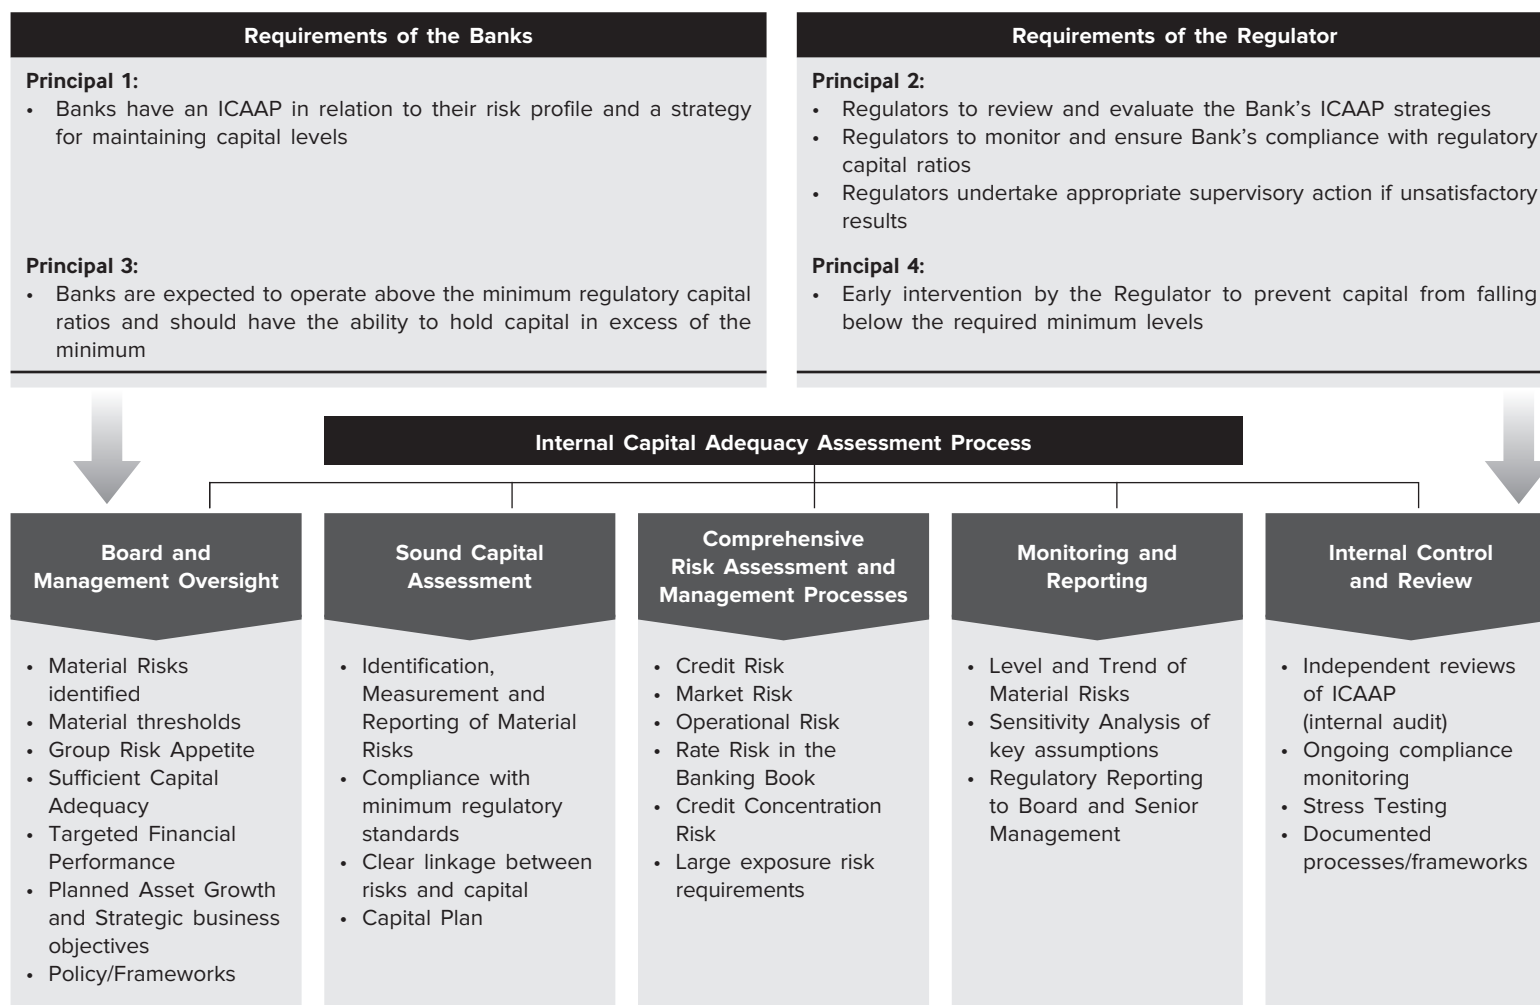 Requirements of the Banks
Principal 1:
• Banks have an ICAAP in relation to their risk profile and a strategy
for maintaining capital levels
Principal 3:
• Banks are expected to operate above the minimum regulatory capital
ratios and should have the ability to hold capital in excess of the
minimum
Requirements of the Regulator
Principal 2:
• Regulators to review and evaluate the Bank's ICAAP strategies
• Regulators to monitor and ensure Bank's compliance with regulatory
capital ratios
• Regulators undertake appropriate supervisory action if unsatisfactory
results
Principal 4:
• Early intervention by the Regulator to prevent capital from falling
below the required minimum levels
Internal Capital Adequacy Assessment Process
Board and
Management Oversight
• Material Risks
identified
• Material thresholds
• Group Risk Appetite
• Sufficient Capital
Adequacy
• Targeted Financial
Performance
• Planned Asset Growth
and Strategic business
objectives
• Policy/Frameworks
Sound Capital
Assessment
• Identification,
Measurement and
Reporting of Material
Risks
• Compliance with
minimum regulatory
standards
• Clear linkage between
risks and capital
• Capital Plan
Comprehensive
Risk Assessment and
Management Processes
• Credit Risk
• Market Risk
• Operational Risk
• Rate Risk in the
Banking Book
• Credit Concentration
Risk
• Large exposure risk
requirements
Monitoring and
Reporting
• Level and Trend of
Material Risks
• Sensitivity Analysis of
key assumptions
• Regulatory Reporting
to Board and Senior
Management
Internal Control
and Review
• Independent reviews
of ICAAP
(internal audit)
• Ongoing compliance
monitoring
• Stress Testing
• Documented
processes/frameworks